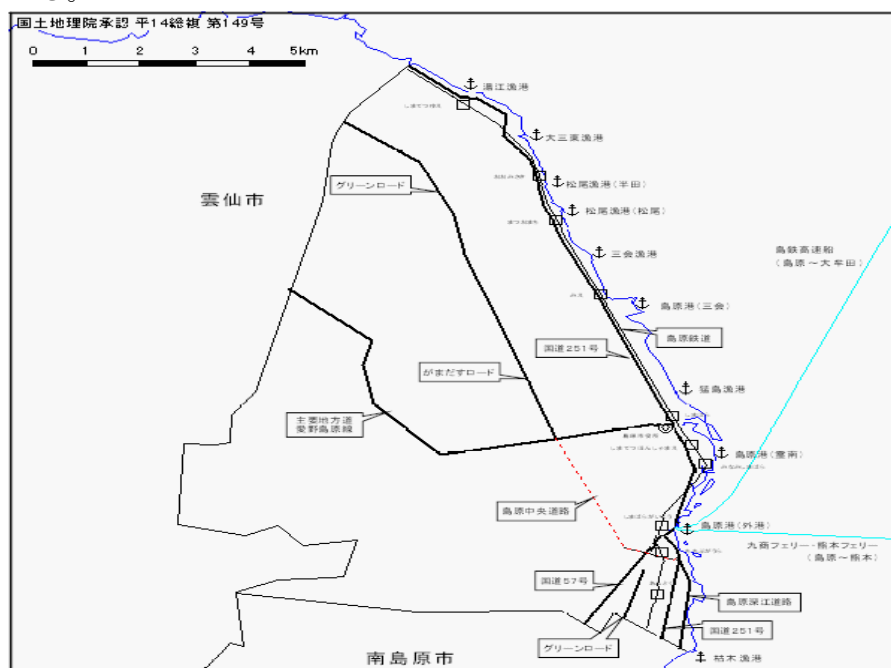 国土地理院承認 平14総複 第149号
0 1 2 3 4 5km
湯江漁港
大三東漁港
グリーンロード
松尾漁港(半田)
雲仙市
松尾漁港(松尾)
三会漁港
島鉄高速船
(島原～大牟田)
島原港(三会)
島原鉄道
国道251号
がまだすロード
猛島漁港
主要地方道
愛野島原線
島原港(霊南)
島原中央道路
島原港(外港)
九商フェリー・熊本フェリー
(島原～熊本)
国道57号
島原深江道路
国道251号
グリーンロード
南島原市
枯木漁港